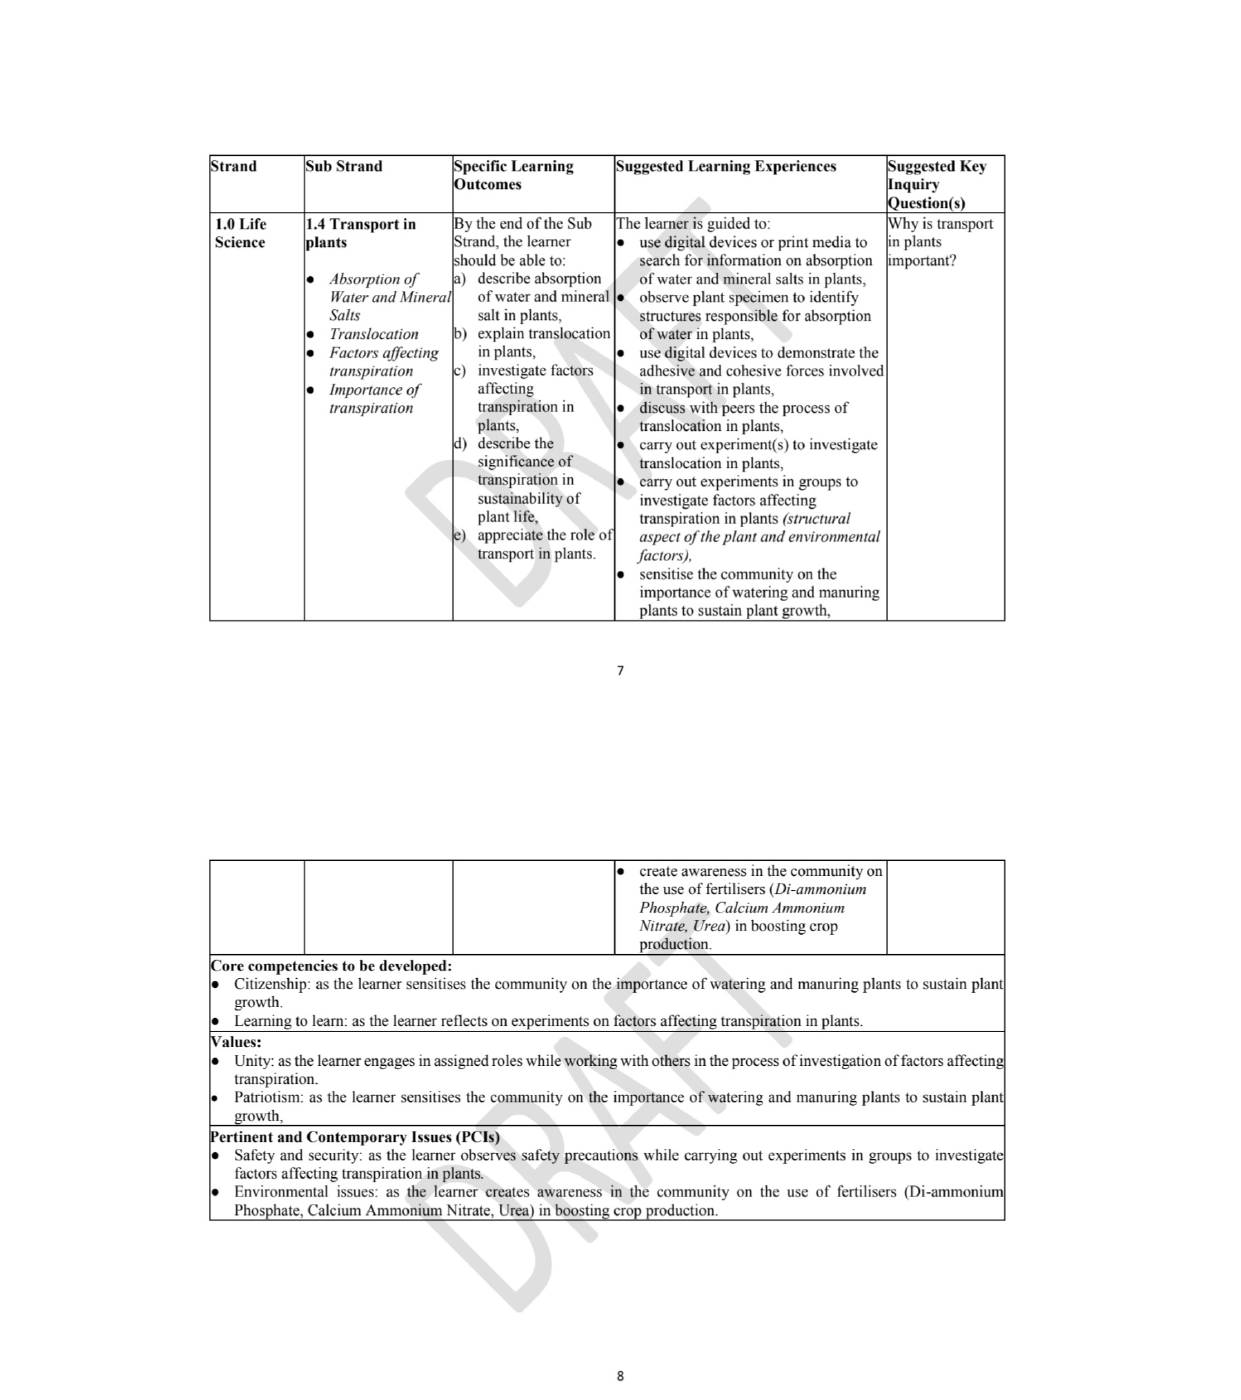 Strand
Sub Strand
Specific Learning
Outcomes
Suggested Learning Experiences
Suggested Key
Inquiry
Question(s)
1.0 Life
Science
1.4 Transport in
plants
● Absorption of
Water and Mineral
Salts
● Translocation
● Factors affecting
transpiration
● Importance of
transpiration
By the end of the Sub
Strand, the learner
should be able to:
a) describe absorption
of water and mineral
salt in plants,
b) explain translocation
in plants,
c) investigate factors
affecting
transpiration in
plants,
d) describe the
significance of
transpiration in
sustainability of
plant life,
e) appreciate the role of
transport in plants.
The learner is guided to:
● use digital devices or print media to
search for information on absorption
of water and mineral salts in plants,
● observe plant specimen to identify
structures responsible for absorption
of water in plants,
● use digital devices to demonstrate the
adhesive and cohesive forces involved
in transport in plants,
● discuss with peers the process of
translocation in plants,
● carry out experiment(s) to investigate
translocation in plants,
● carry out experiments in groups to
investigate factors affecting
transpiration in plants (structural
aspect of the plant and environmental
factors),
● sensitise the community on the
importance of watering and manuring
plants to sustain plant growth,
Why is transport
in plants
important?
DRAFT
7
● create awareness in the community on
the use of fertilisers (Di-ammonium
Phosphate, Calcium Ammonium
Nitrate, Urea) in boosting crop
production.
Core competencies to be developed:
● Citizenship: as the learner sensitises the community on the importance of watering and manuring plants to sustain plant
growth.
● Learning to learn: as the learner reflects on experiments on factors affecting transpiration in plants.
Values:
● Unity: as the learner engages in assigned roles while working with others in the process of investigation of factors affecting
transpiration.
● Patriotism: as the learner sensitises the community on the importance of watering and manuring plants to sustain plant
growth,
Pertinent and Contemporary Issues (PCIs)
● Safety and security: as the learner observes safety precautions while carrying out experiments in groups to investigate
factors affecting transpiration in plants.
● Environmental issues: as the learner creates awareness in the community on the use of fertilisers (Di-ammonium
Phosphate, Calcium Ammonium Nitrate, Urea) in boosting crop production.
DRAFT
8